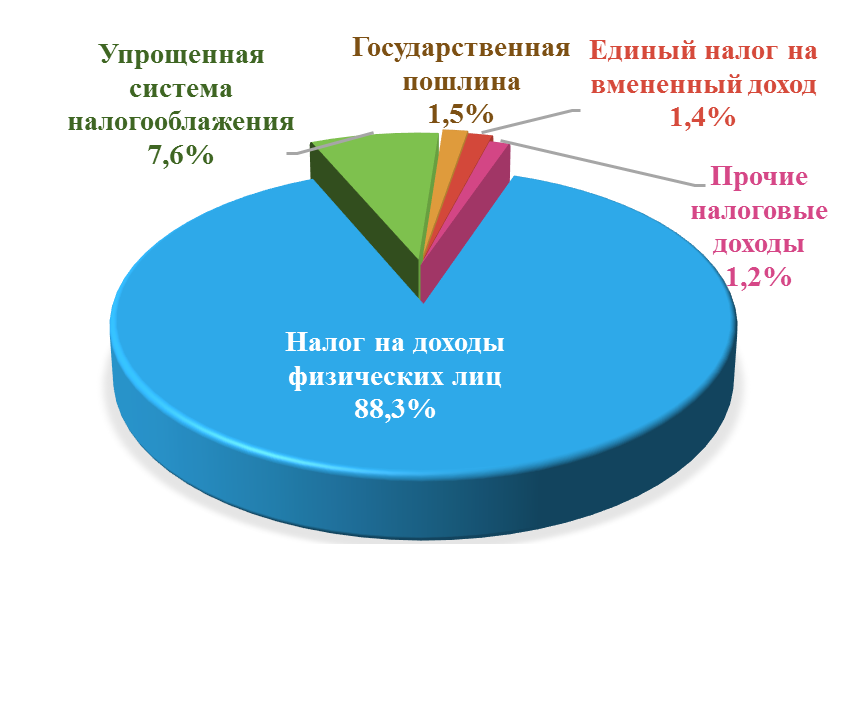 Упрощенная
система
налогооблажения
7,6%
Государственная
пошлина
1,5%
Единый налог на
вмененный доход
1,4%
Прочие
налоговые
доходы
1,2%
Налог на доходы
физических лиц
88,3%